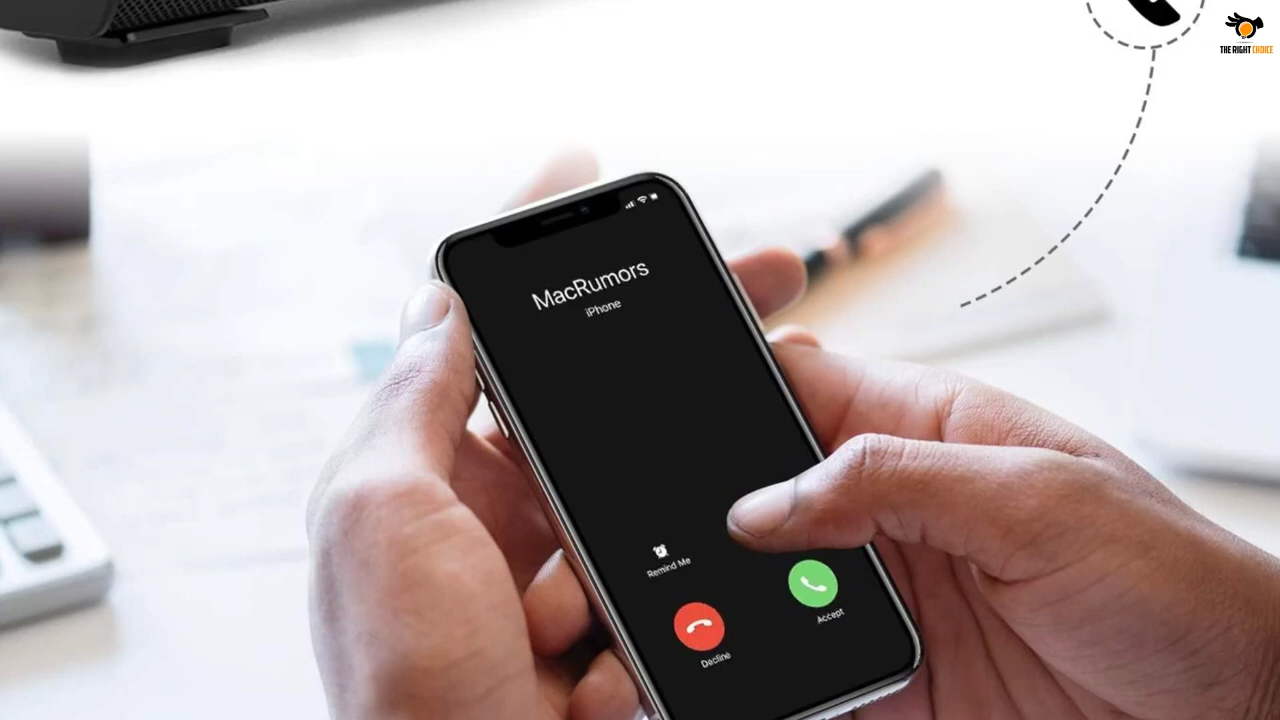 THE RIGHT CHOICE
MacRumors
iPhone
Remind Me
Decline
Accept